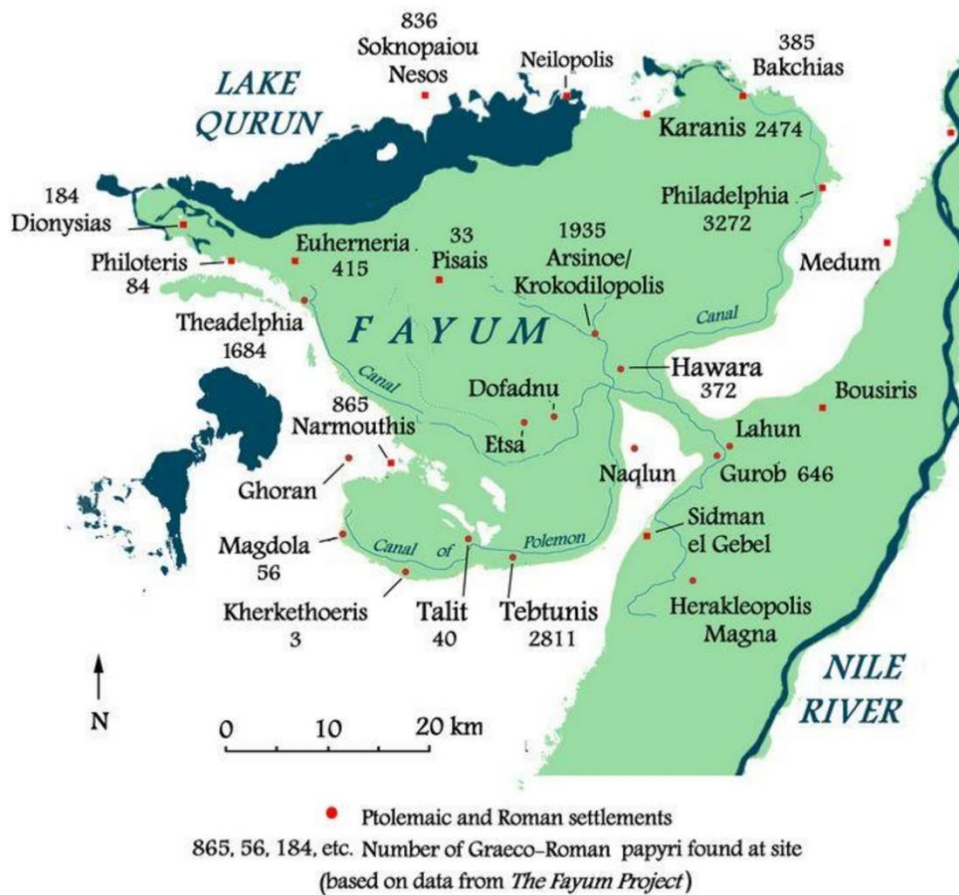 836
Soknopaiou
Nesos
Neilopolis
385
Bakchias
LAKE
QURUN
Karanis 2474
184
Dionysias
Philadelphia
3272
Philoteris
84
Euherneria
415
33
Pisais
1935
Arsinoe/
Krokodilopolis
Medum
Theadelphia
1684
FAYUM
Canal
Canal
Hawara
372
Dofadnu
Etsa
Bousiris
865
Narmouthis
Ghoran
Naqlun
Lahun
Gurob 646
Magdola
56
Canal of Polemon
Sidman
el Gebel
Kherkethoeris
3
Talit
40
Tebtunis
2811
Herakleopolis
Magna
NILE
RIVER
N
0 10 20 km
Ptolemaic and Roman settlements
865, 56, 184, etc. Number of Graeco-Roman papyri found at site
(based on data from The Fayum Project)